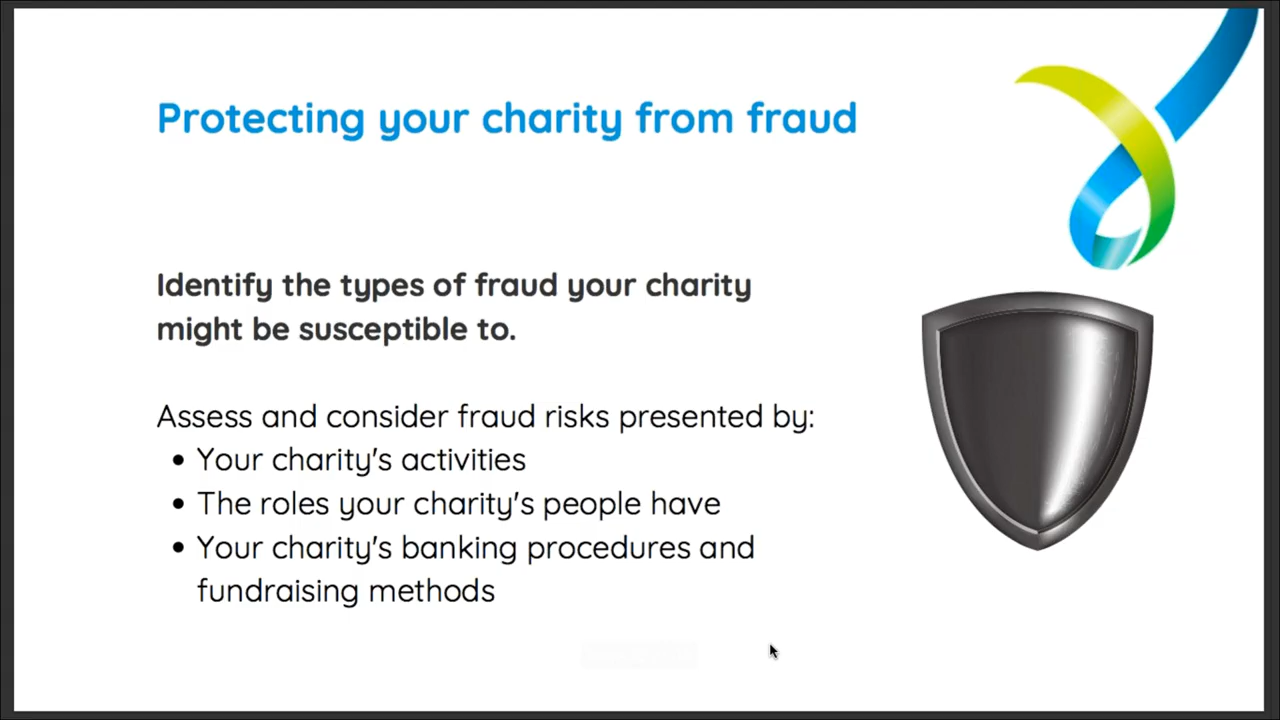 Protecting your charity from fraud
Identify the types of fraud your charity
might be susceptible to.
Assess and consider fraud risks presented by:
• Your charity's activities
• The roles your charity's people have
• Your charity's banking procedures and
fundraising methods